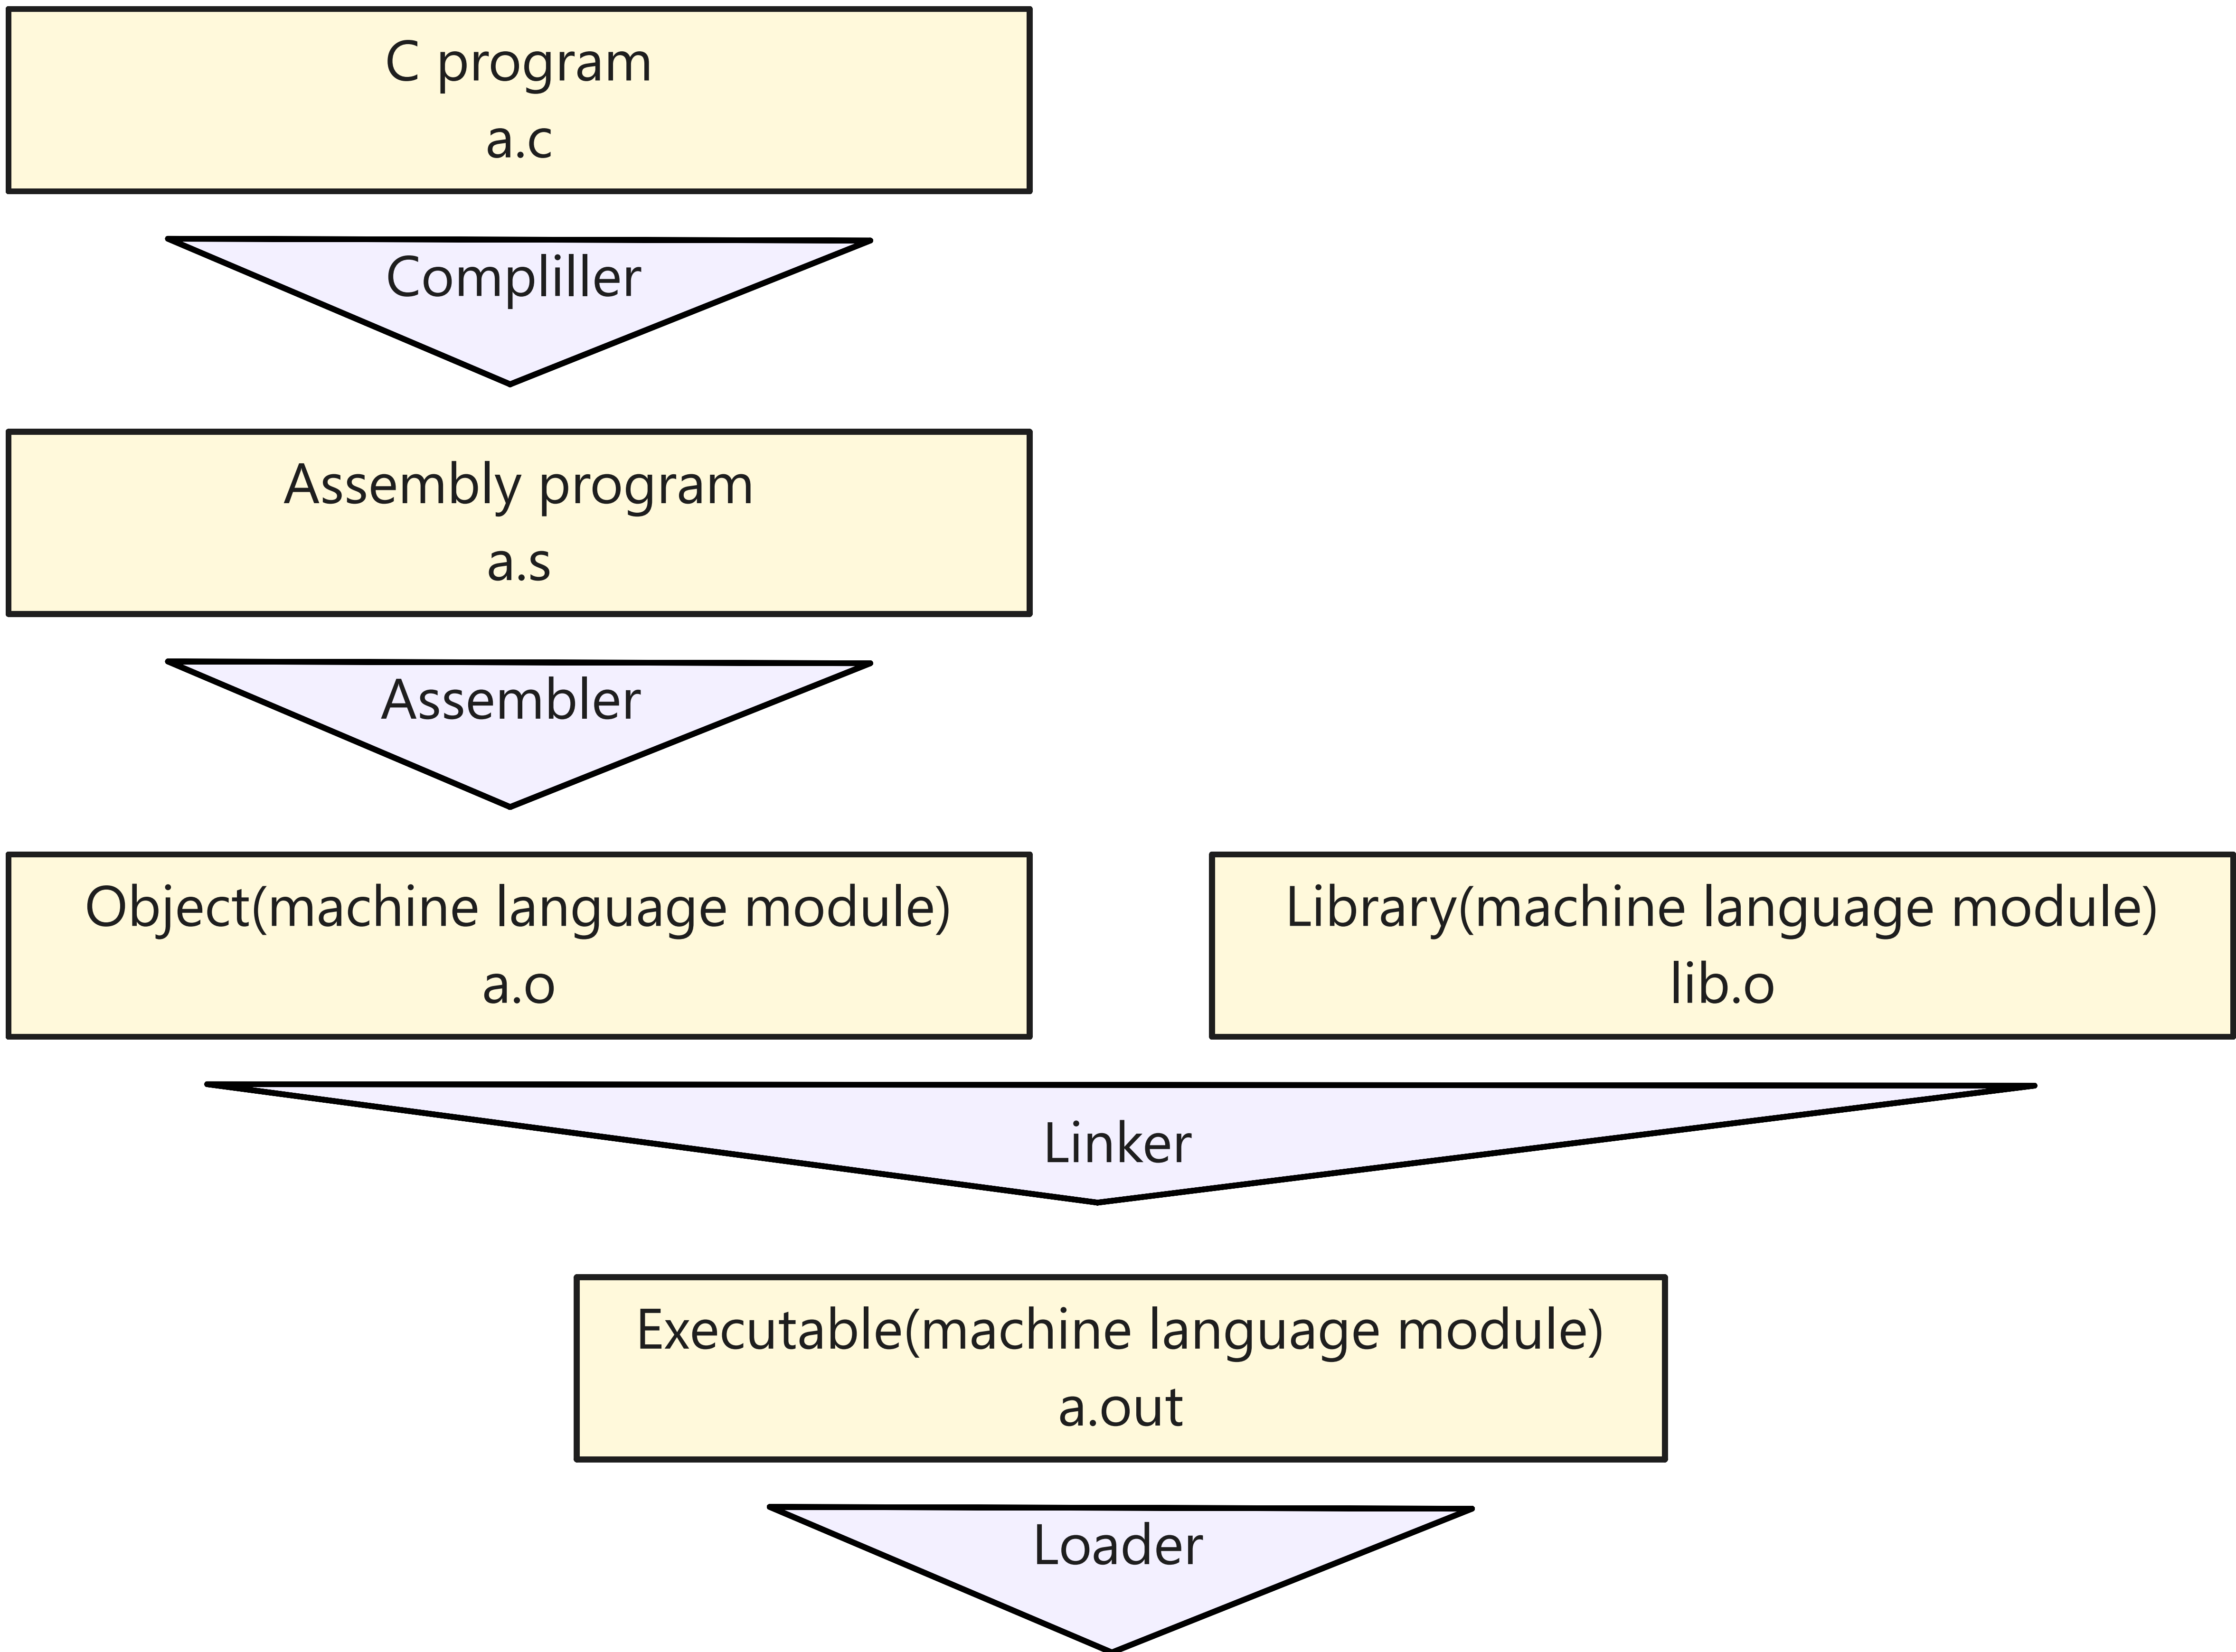 C program
a.c
Compliller
Assembly program
a.s
Assembler
Object(machine language module)
a.o
Library(machine language module)
lib.o
Linker
Executable(machine language module)
a.out
Loader